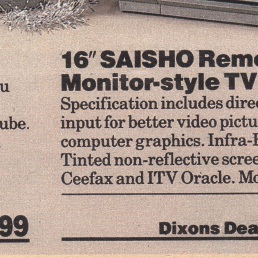 16" SAISHO Remo
Monitor-style TV
Specification includes direc
input for better video pictu
computer graphics. Infra-R
Tinted non-reflective scree
Ceefax and ITV Oracle. Mo
Dixons Dea
u
ube.
99